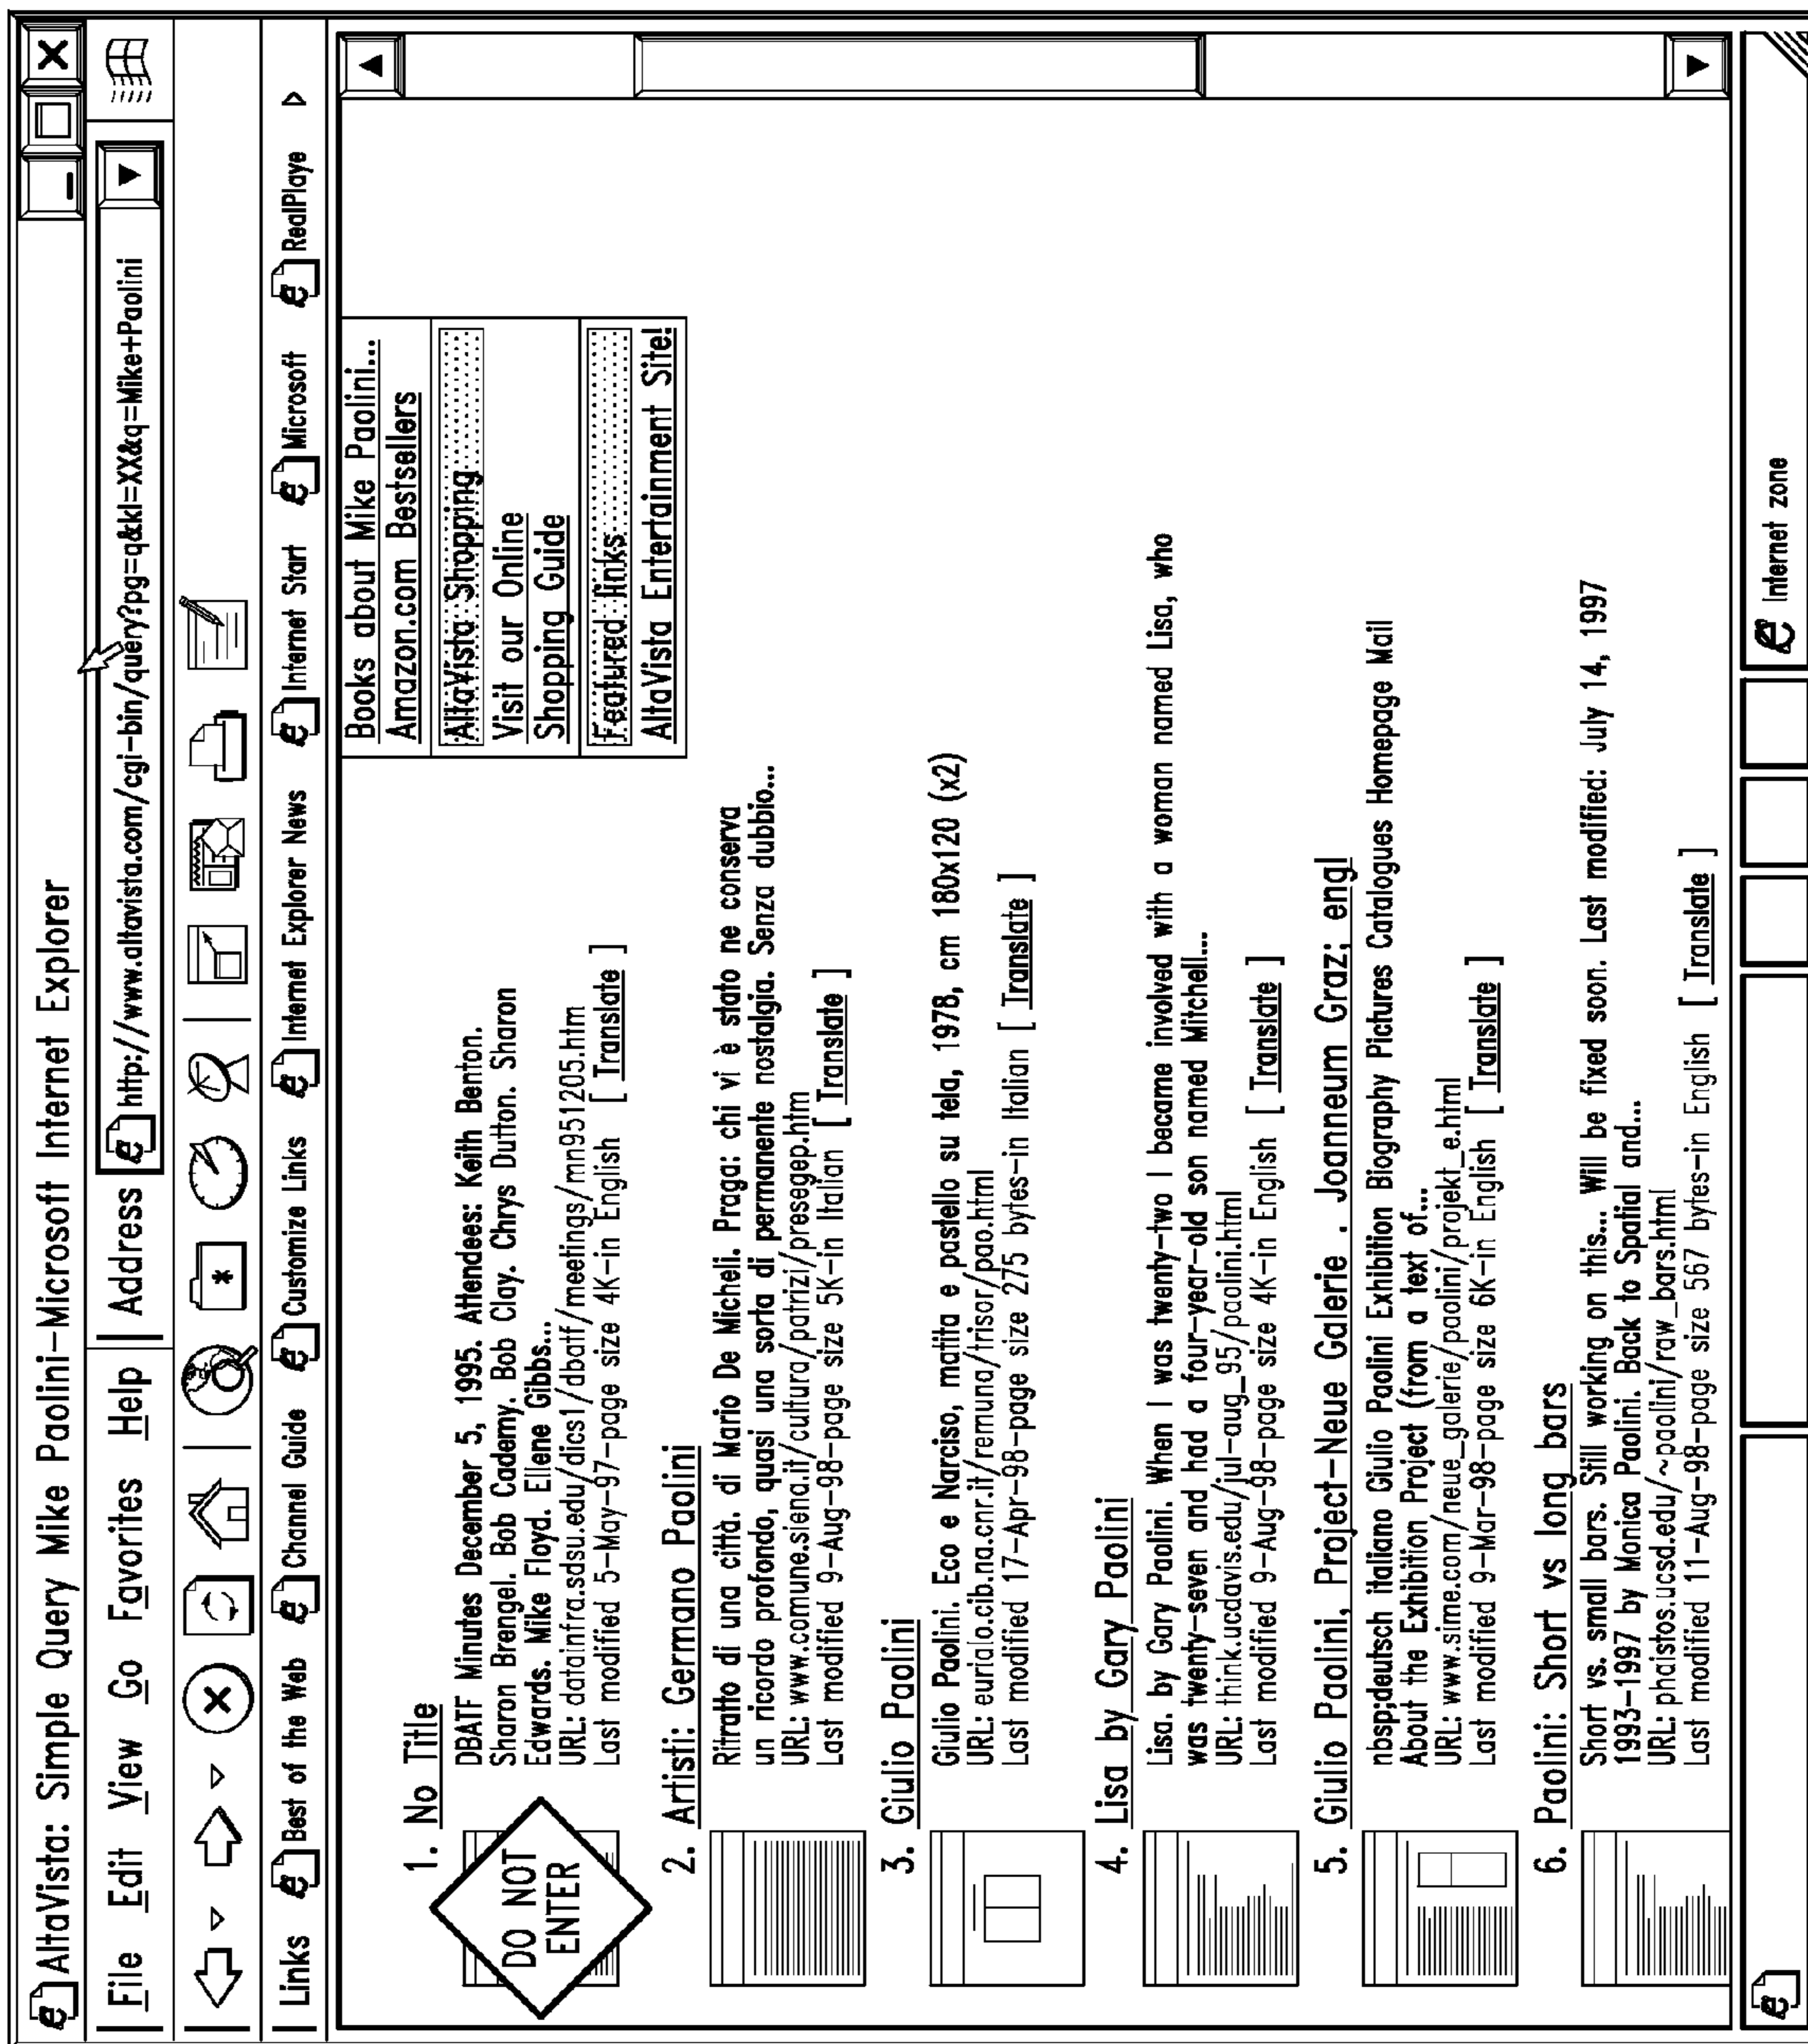 AltaVista: Simple Query Mike Paolini-Microsoft Internet Explorer
File Edit View Go Favorites Help Address http://www.altavista.com/cgi-bin/query?pg=q&kl=XX&q=Mike+Paolini
Links Best of the Web Channel Guide Customize Links Internet Explorer News Internet Start Microsoft RealPlaye
Books about Mike Paolini...
Amazon.com Bestsellers
AltaVista Shopping
Visit our Online
Shopping Guide
Featured links
AltaVista Entertainment Site!
DO NOT
ENTER
1. No Title
DBATF Minutes December 5, 1995. Attendees: Keith Benton.
Sharon Brengel. Bob Cademy. Bob Clay. Chrys Dutton. Sharon
Edwards. Mike Floyd. Ellene Gibbs...
URL: datainfra.sdsu.edu/dics1/dbatf/meetings/mn951205.htm
Last modified 5-May-97-page size 4K-in English [ Translate ]
2. Artisti: Germano Paolini
Ritratto di una città. di Mario De Micheli. Praga: chi vi è stato ne conserva
un ricordo profondo, quasi una sorta di permanente nostalgia. Senza dubbio...
URL: www.comune.siena.it/cultura/patrizi/presegep.htm
Last modified 9-Aug-98-page size 5K-in Italian [ Translate ]
3. Giulio Paolini
Giulio Paolini. Eco e Narciso, matita e pastello su tela, 1978, cm 180x120 (x2)
URL: eurialo.cib.na.cnr.it/remuna/trisor/pao.html
Last modified 17-Apr-98-page size 275 bytes-in Italian [ Translate ]
4. Lisa by Gary Paolini
Lisa. by Gary Paolini. When I was twenty-two I became involved with a woman named Lisa, who
was twenty-seven and had a four-year-old son named Mitchell...
URL: think.ucdavis.edu/jul-aug_95/paolini.html
Last modified 9-Aug-98-page size 4K-in English [ Translate ]
5. Giulio Paolini, Project-Neue Galerie . Joanneum Graz; engl
nbsp;deutsch italiano Giulio Paolini Exhibition Biography Pictures Catalogues Homepage Mail
About the Exhibition Project (from a text of...
URL: www.sime.com/neue_galerie/paolini/projekt_e.html
Last modified 9-Mar-98-page size 6K-in English [ Translate ]
6. Paolini: Short vs long bars
Short vs. small bars. Still working on this... Will be fixed soon. Last modified: July 14, 1997
1993-1997 by Monica Paolini. Back to Spatial and...
URL: phaistos.ucsd.edu/~paolini/raw_bars.html
Last modified 11-Aug-98-page size 567 bytes-in English [ Translate ]
Internet zone